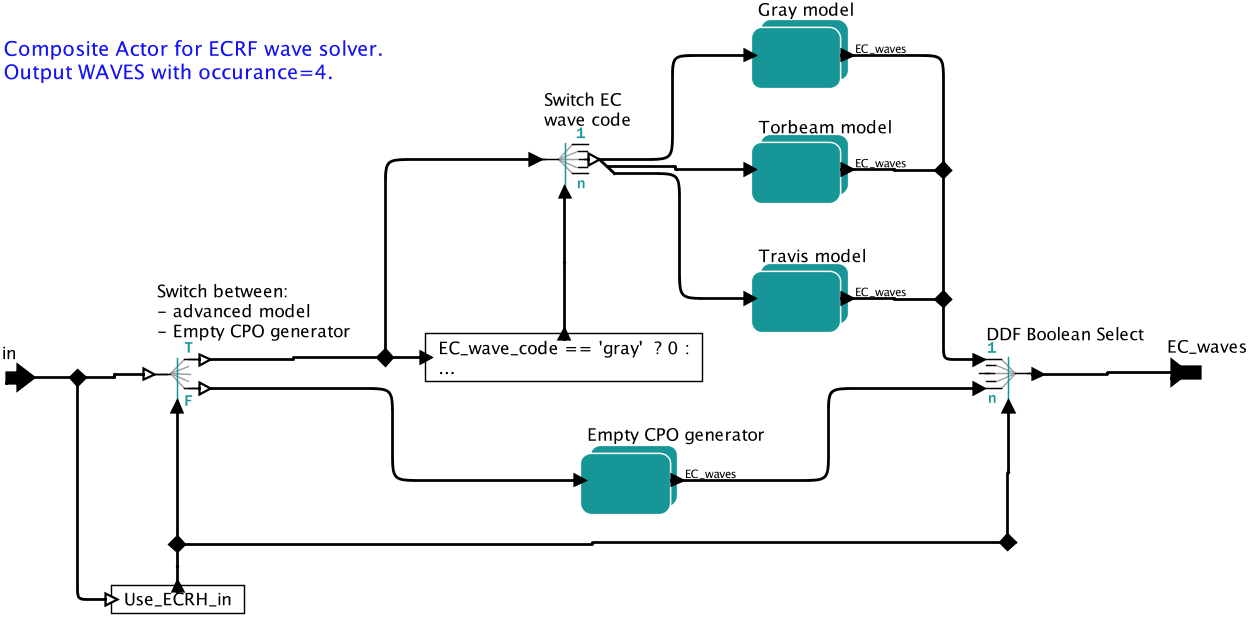 Gray model
Composite Actor for ECRF wave solver.
Output WAVES with occurance=4.
EC_waves
Switch EC
wave code
1
n
Torbeam model
EC_waves
Travis model
EC_waves
Switch between:
- advanced model
- Empty CPO generator
T
F
in
EC_wave_code == 'gray'  ? 0 :
...
DDF Boolean Select
1
n
EC_waves
Empty CPO generator
EC_waves
Use_ECRH_in